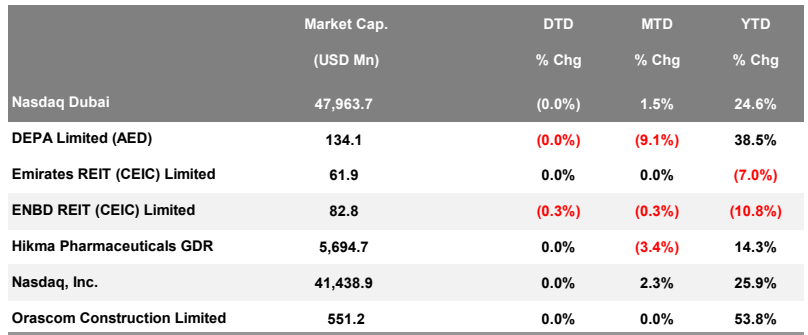 Market Cap. DTD MTD YTD
(USD Mn) % Chg % Chg % Chg
Nasdaq Dubai 47,963.7 (0.0%) 1.5% 24.6%
DEPA Limited (AED) 134.1 (0.0%) (9.1%) 38.5%
Emirates REIT (CEIC) Limited 61.9 0.0% 0.0% (7.0%)
ENBD REIT (CEIC) Limited 82.8 (0.3%) (0.3%) (10.8%)
Hikma Pharmaceuticals GDR 5,694.7 0.0% (3.4%) 14.3%
Nasdaq, Inc. 41,438.9 0.0% 2.3% 25.9%
Orascom Construction Limited 551.2 0.0% 0.0% 53.8%